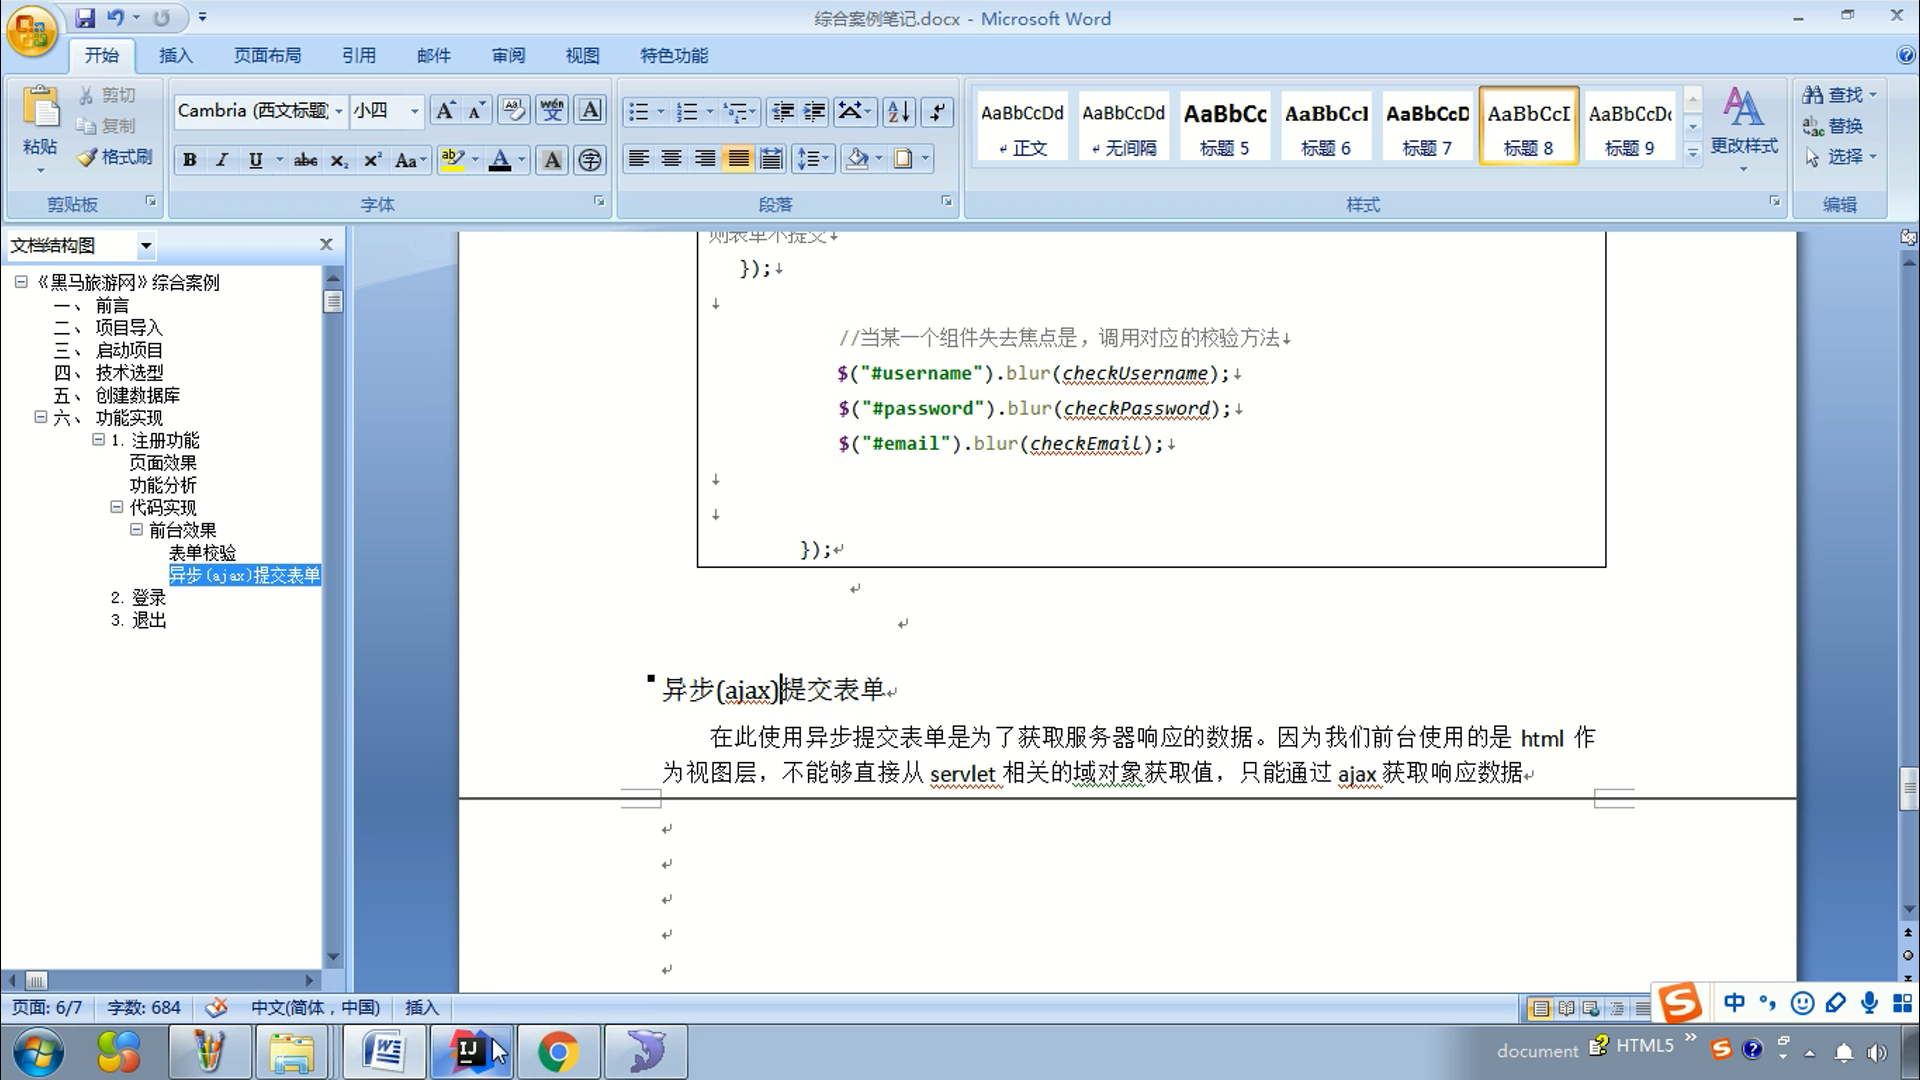 综合案例笔记.docx - Microsoft Word
开始 插入 页面布局 引用 邮件 审阅 视图 特色功能
粘贴
剪切
复制
格式刷
剪贴板
Cambria (西文标题) 小四
字体
段落
AaBbCcDd AaBbCcDd AaBbCc AaBbCcI AaBbCcD AaBbCcI AaBbCcDc
正文 无间隔 标题 5 标题 6 标题 7 标题 8 标题 9
更改样式
样式
查找
替换
选择
编辑
文档结构图
《黑马旅游网》综合案例
一、 前言
二、 项目导入
三、 启动项目
四、 技术选型
五、 创建数据库
六、 功能实现
1. 注册功能
页面效果
功能分析
代码实现
前台效果
表单校验
异步(ajax)提交表单
2. 登录
3. 退出
则表单不提交
});
//当某一个组件失去焦点是，调用对应的校验方法
$("#username").blur(checkUsername);
$("#password").blur(checkPassword);
$("#email").blur(checkEmail);
});
异步(ajax)提交表单
在此使用异步提交表单是为了获取服务器响应的数据。因为我们前台使用的是 html 作
为视图层，不能够直接从 servlet 相关的域对象获取值，只能通过 ajax 获取响应数据
页面: 6/7 字数: 684 中文(简体，中国) 插入
中
document HTML5